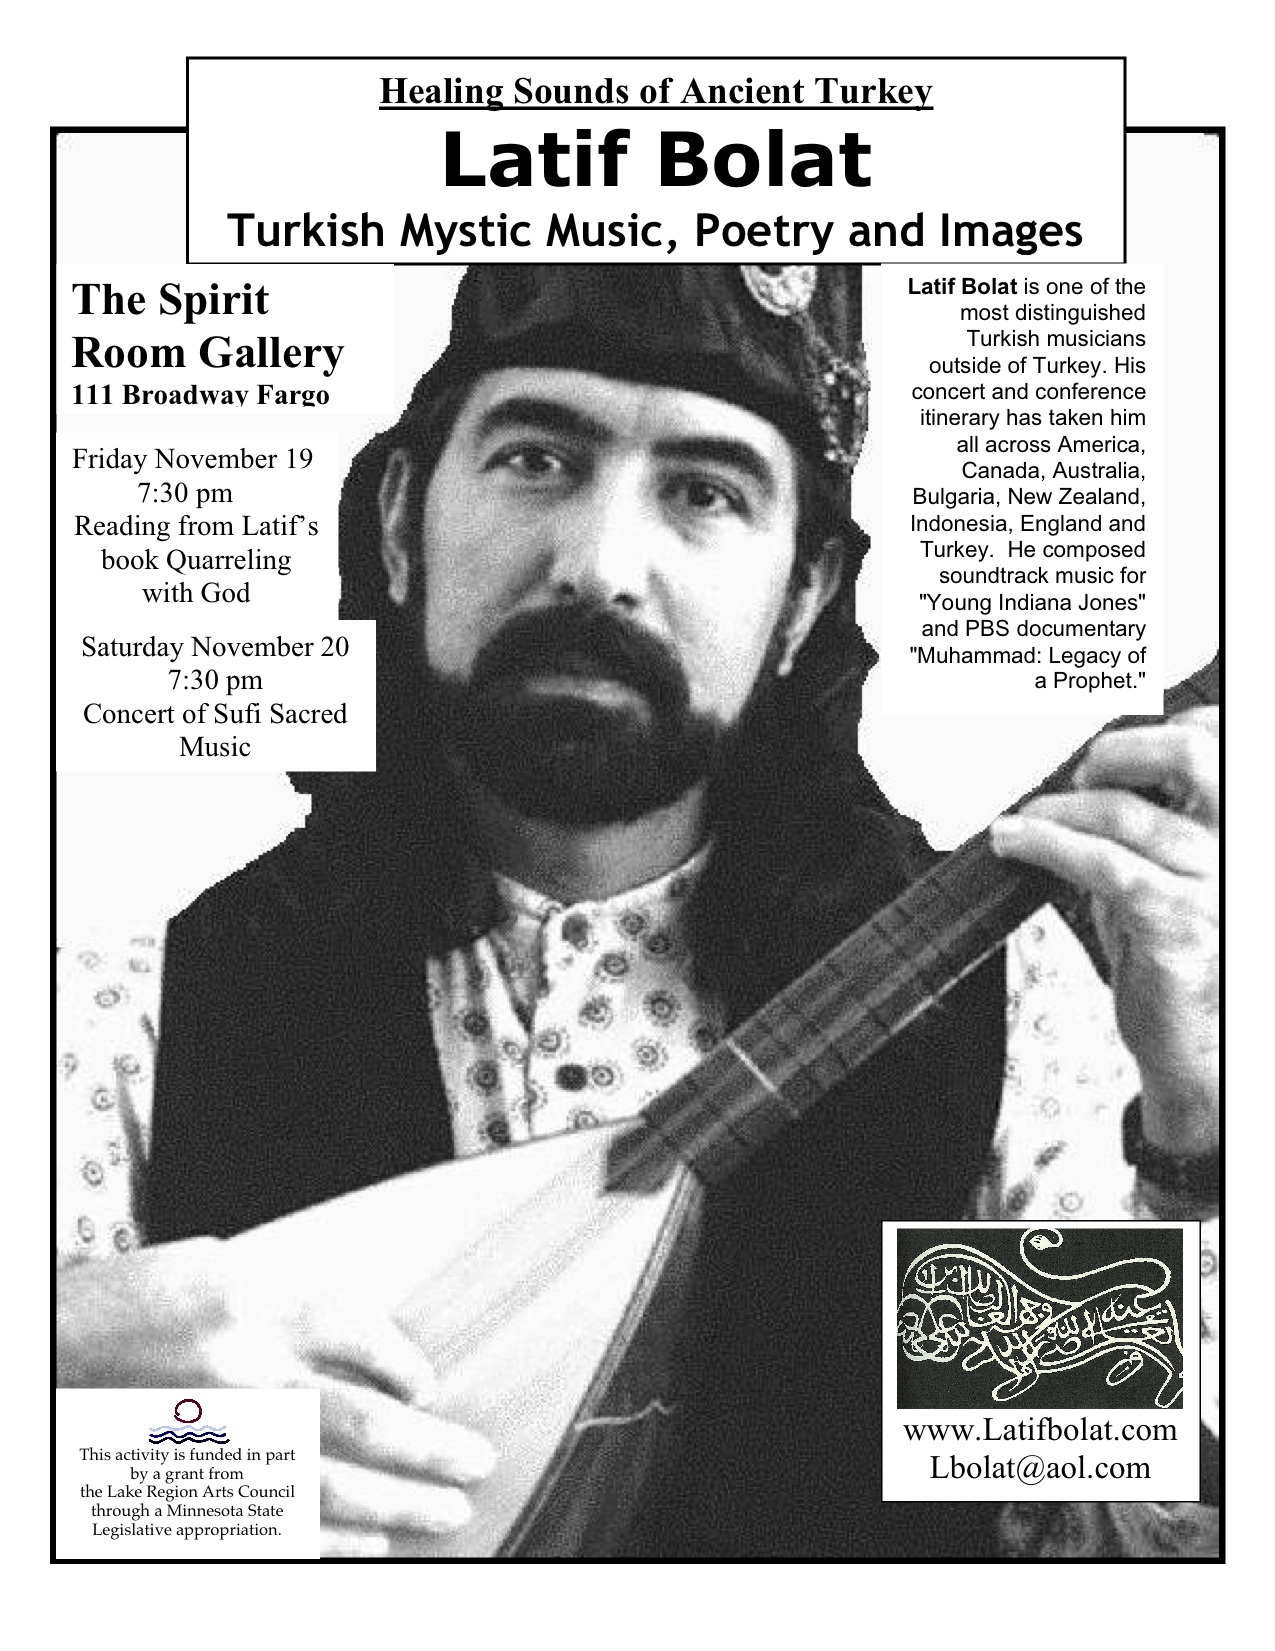 Healing Sounds of Ancient Turkey
Latif Bolat
Turkish Mystic Music, Poetry and Images
The Spirit
Room Gallery
111 Broadway Fargo
Friday November 19
7:30 pm
Reading from Latif’s
book Quarreling
with God
Saturday November 20
7:30 pm
Concert of Sufi Sacred
Music
Latif Bolat is one of the
most distinguished
Turkish musicians
outside of Turkey. His
concert and conference
itinerary has taken him
all across America,
Canada, Australia,
Bulgaria, New Zealand,
Indonesia, England and
Turkey.  He composed
soundtrack music for
"Young Indiana Jones"
and PBS documentary
"Muhammad: Legacy of
a Prophet."
This activity is funded in part
by a grant from
the Lake Region Arts Council
through a Minnesota State
Legislative appropriation.
www.Latifbolat.com
Lbolat@aol.com